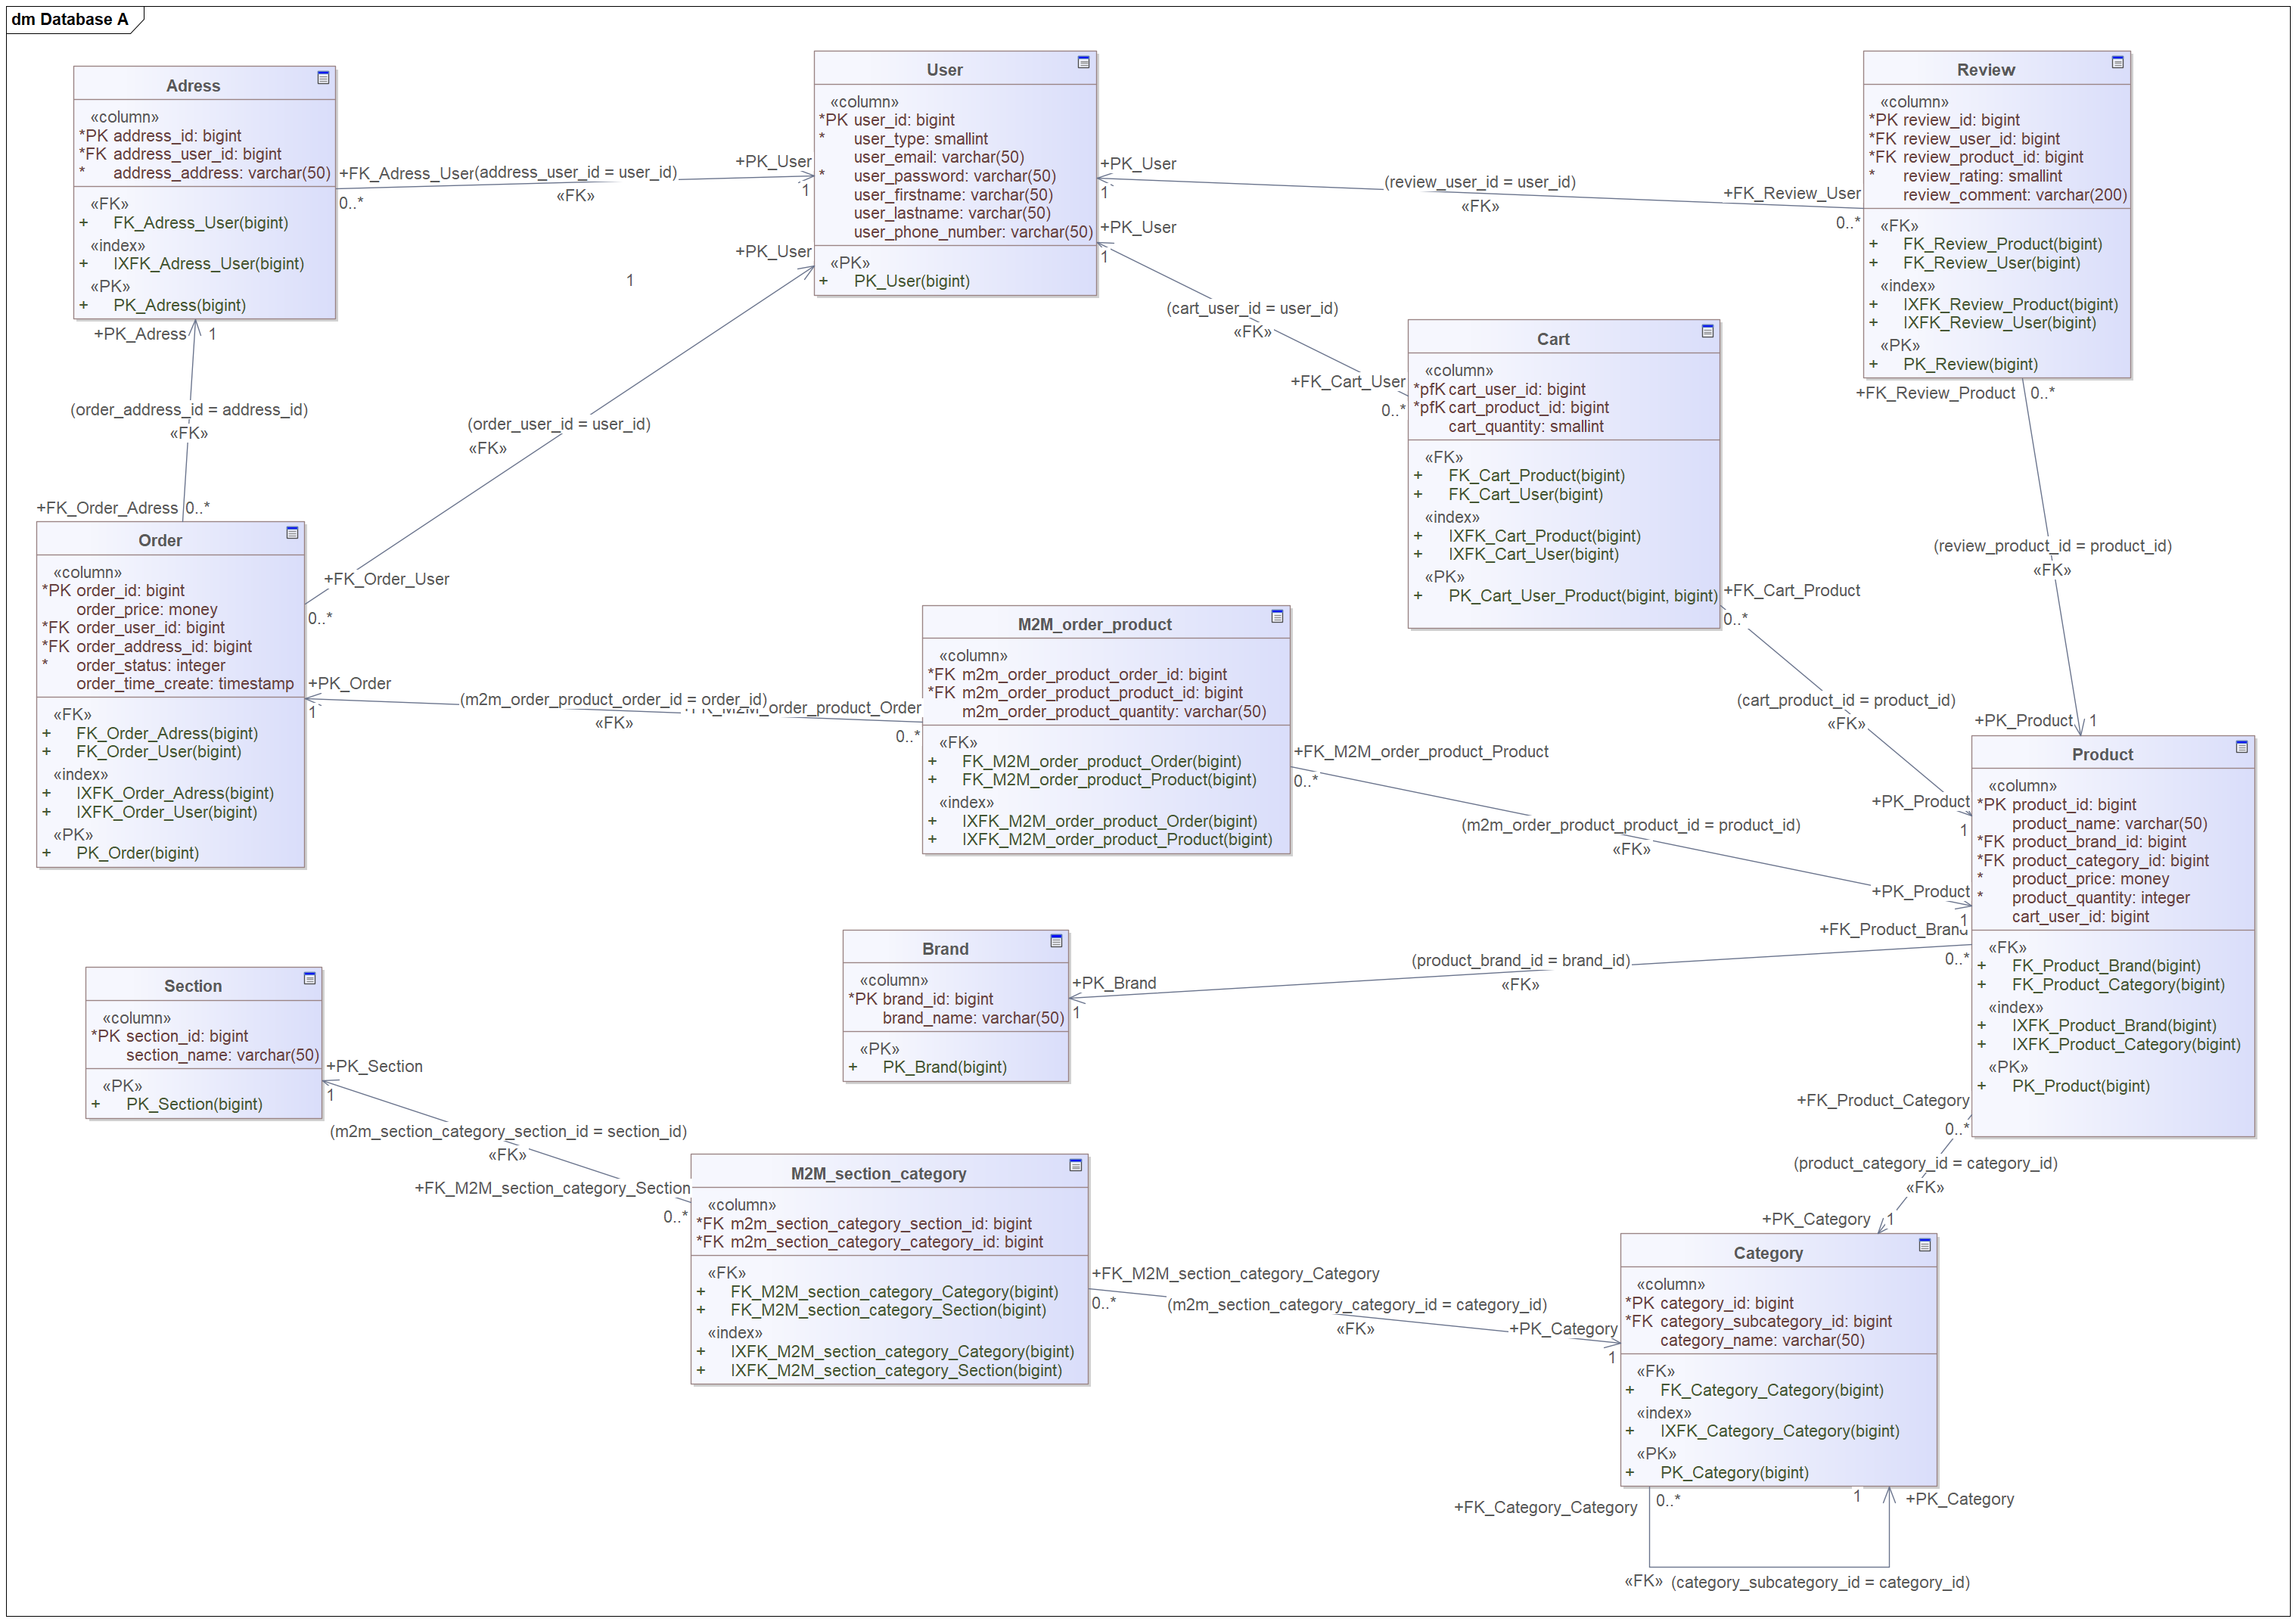 dm Database A
Adress
«column»
*PK address_id: bigint
*FK address_user_id: bigint
* address_address: varchar(50)
«FK»
+ FK_Adress_User(bigint)
«index»
+ IXFK_Adress_User(bigint)
«PK»
+ PK_Adress(bigint)
+FK_Adress_User
(address_user_id = user_id)
«FK»
0..*
+PK_User
1
User
«column»
*PK user_id: bigint
* user_type: smallint
user_email: varchar(50)
* user_password: varchar(50)
user_firstname: varchar(50)
user_lastname: varchar(50)
user_phone_number: varchar(50)
«PK»
+ PK_User(bigint)
+PK_User
1
(review_user_id = user_id)
«FK»
+FK_Review_User
0..*
Review
«column»
*PK review_id: bigint
*FK review_user_id: bigint
*FK review_product_id: bigint
* review_rating: smallint
review_comment: varchar(200)
«FK»
+ FK_Review_Product(bigint)
+ FK_Review_User(bigint)
«index»
+ IXFK_Review_Product(bigint)
+ IXFK_Review_User(bigint)
«PK»
+ PK_Review(bigint)
+PK_User
1
(cart_user_id = user_id)
«FK»
+FK_Cart_User
0..*
Cart
«column»
*pfK cart_user_id: bigint
*pfK cart_product_id: bigint
cart_quantity: smallint
«FK»
+ FK_Cart_Product(bigint)
+ FK_Cart_User(bigint)
«index»
+ IXFK_Cart_Product(bigint)
+ IXFK_Cart_User(bigint)
«PK»
+ PK_Cart_User_Product(bigint, bigint)
+PK_User
1
(order_user_id = user_id)
«FK»
+FK_Order_User
0..*
+PK_Adress
1
(order_address_id = address_id)
«FK»
+FK_Order_Adress
0..*
Order
«column»
*PK order_id: bigint
order_price: money
*FK order_user_id: bigint
*FK order_address_id: bigint
* order_status: integer
order_time_create: timestamp
«FK»
+ FK_Order_Adress(bigint)
+ FK_Order_User(bigint)
«index»
+ IXFK_Order_Adress(bigint)
+ IXFK_Order_User(bigint)
«PK»
+ PK_Order(bigint)
+PK_Order
1
(m2m_order_product_order_id = order_id)
«FK»
+FK_M2M_order_product_Order
0..*
M2M_order_product
«column»
*FK m2m_order_product_order_id: bigint
*FK m2m_order_product_product_id: bigint
m2m_order_product_quantity: varchar(50)
«FK»
+ FK_M2M_order_product_Order(bigint)
+ FK_M2M_order_product_Product(bigint)
«index»
+ IXFK_M2M_order_product_Order(bigint)
+ IXFK_M2M_order_product_Product(bigint)
+FK_M2M_order_product_Product
0..*
(m2m_order_product_product_id = product_id)
«FK»
+PK_Product
1
+FK_Cart_Product
0..*
(cart_product_id = product_id)
«FK»
+PK_Product
1
+FK_Review_Product
0..*
(review_product_id = product_id)
«FK»
+PK_Product
1
Product
«column»
*PK product_id: bigint
product_name: varchar(50)
*FK product_brand_id: bigint
*FK product_category_id: bigint
* product_price: money
* product_quantity: integer
cart_user_id: bigint
«FK»
+ FK_Product_Brand(bigint)
+ FK_Product_Category(bigint)
«index»
+ IXFK_Product_Brand(bigint)
+ IXFK_Product_Category(bigint)
«PK»
+ PK_Product(bigint)
+FK_Product_Brand
0..*
(product_brand_id = brand_id)
«FK»
+PK_Brand
1
Brand
«column»
*PK brand_id: bigint
brand_name: varchar(50)
«PK»
+ PK_Brand(bigint)
Section
«column»
*PK section_id: bigint
section_name: varchar(50)
«PK»
+ PK_Section(bigint)
+PK_Section
1
(m2m_section_category_section_id = section_id)
«FK»
+FK_M2M_section_category_Section
0..*
M2M_section_category
«column»
*FK m2m_section_category_section_id: bigint
*FK m2m_section_category_category_id: bigint
«FK»
+ FK_M2M_section_category_Category(bigint)
+ FK_M2M_section_category_Section(bigint)
«index»
+ IXFK_M2M_section_category_Category(bigint)
+ IXFK_M2M_section_category_Section(bigint)
+FK_M2M_section_category_Category
0..*
(m2m_section_category_category_id = category_id)
«FK»
+PK_Category
1
+FK_Product_Category
0..*
(product_category_id = category_id)
«FK»
+PK_Category
1
Category
«column»
*PK category_id: bigint
*FK category_subcategory_id: bigint
category_name: varchar(50)
«FK»
+ FK_Category_Category(bigint)
«index»
+ IXFK_Category_Category(bigint)
«PK»
+ PK_Category(bigint)
+FK_Category_Category
0..*
1
+PK_Category
«FK» (category_subcategory_id = category_id)